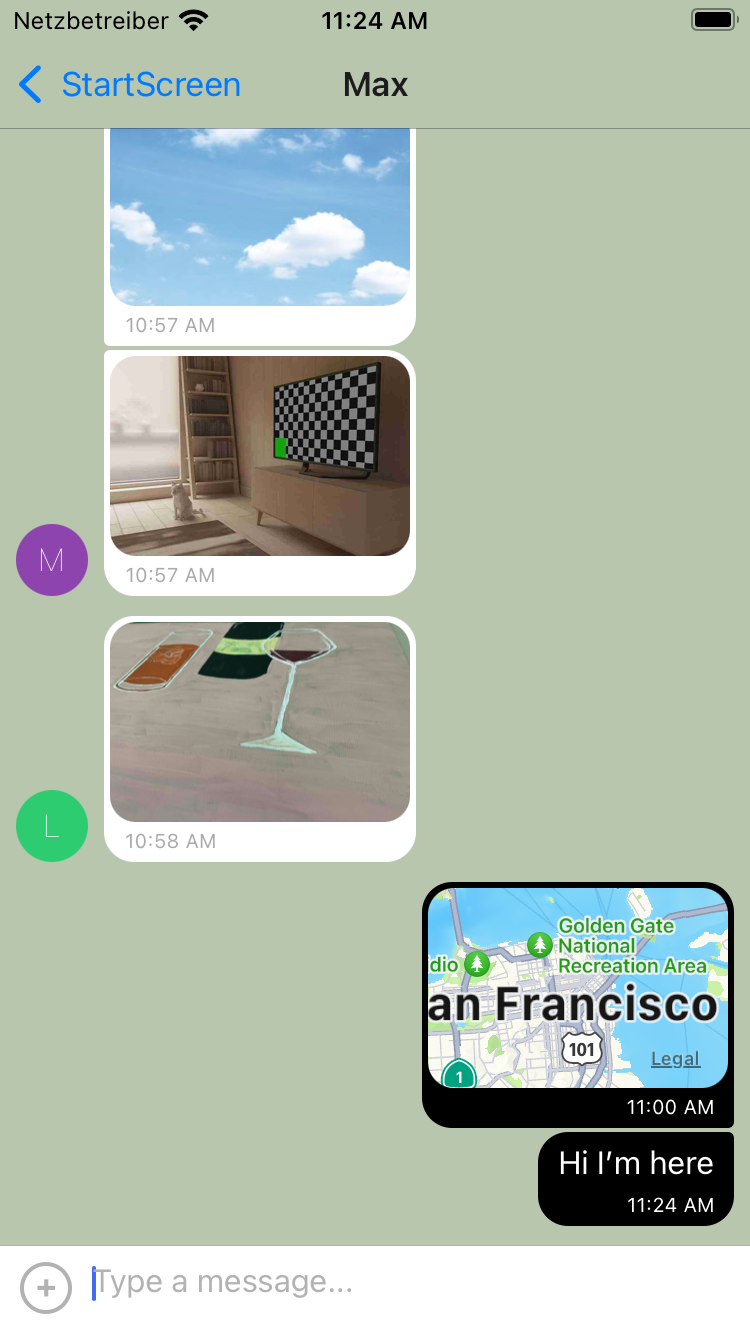 Netzbetreiber
11:24 AM
StartScreen
Max
10:57 AM
M
10:57 AM
L
10:58 AM
Golden Gate
National
Recreation Area
dio
an Francisco
101
Legal
1
11:00 AM
Hi I’m here
11:24 AM
Type a message...